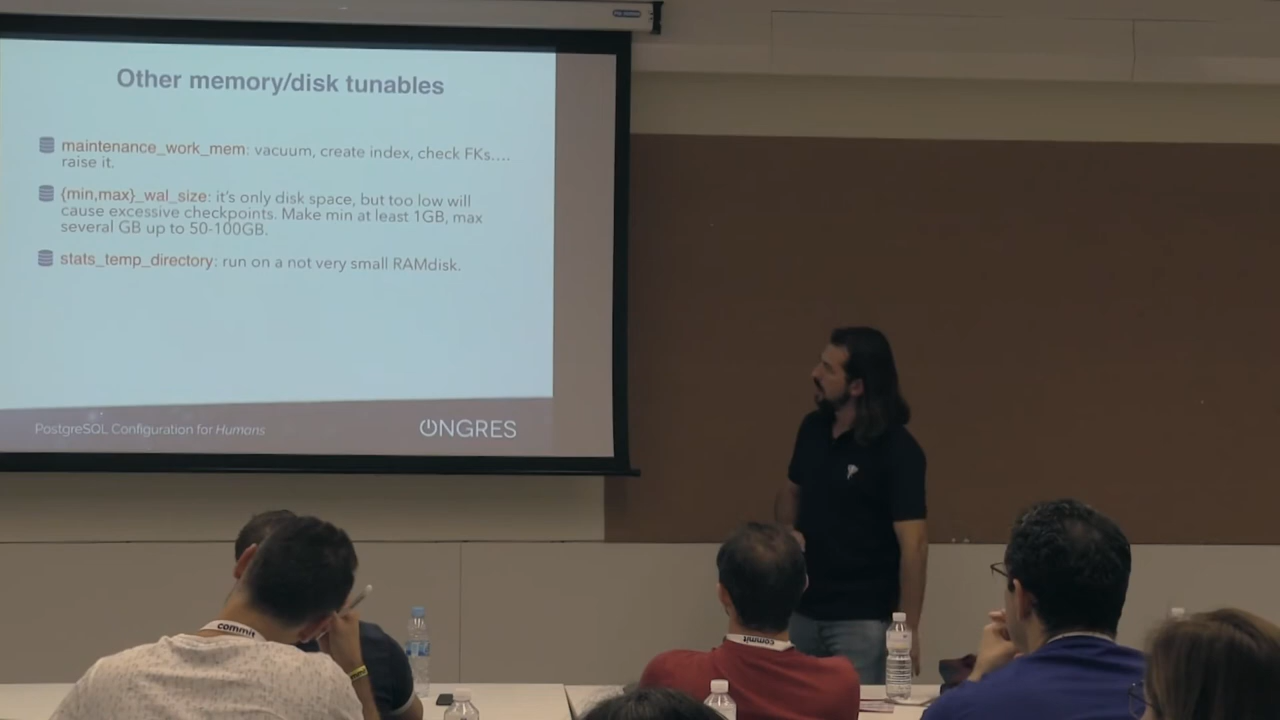 Other memory/disk tunables
maintenance_work_mem: vacuum, create index, check FKs....
raise it.
{min,max}_wal_size: it's only disk space, but too low will
cause excessive checkpoints. Make min at least 1GB, max
several GB up to 50-100GB.
stats_temp_directory: run on a not very small RAMdisk.
PostgreSQL Configuration for Humans
ONGRES
commit
commit